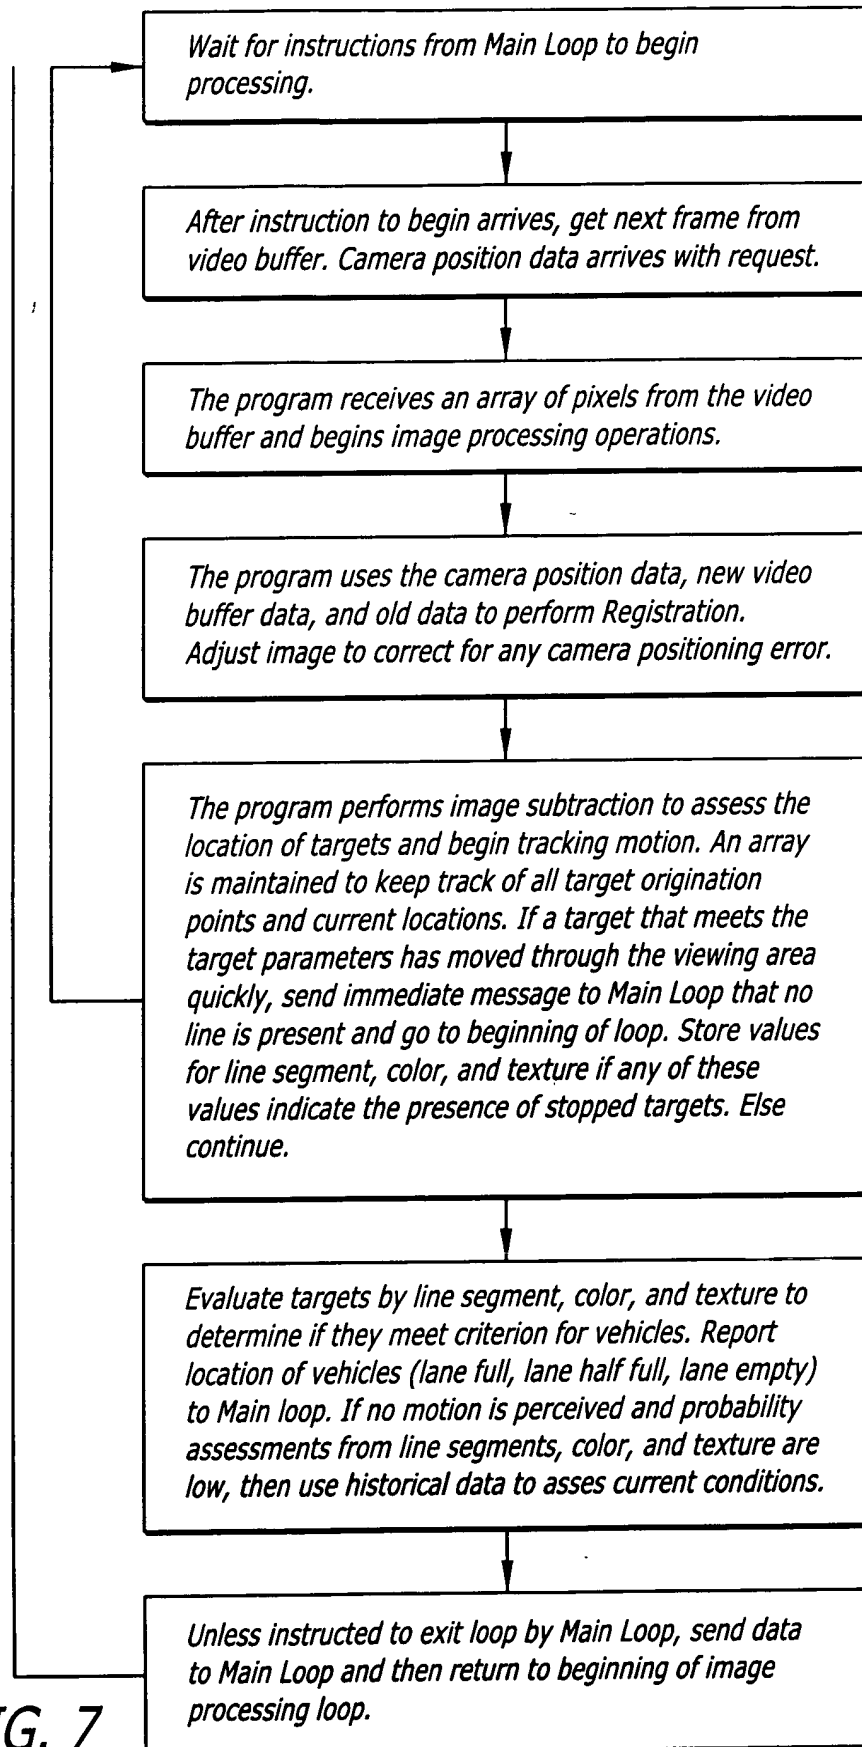 Wait for instructions from Main Loop to begin
processing.
After instruction to begin arrives, get next frame from
video buffer. Camera position data arrives with request.
The program receives an array of pixels from the video
buffer and begins image processing operations.
The program uses the camera position data, new video
buffer data, and old data to perform Registration.
Adjust image to correct for any camera positioning error.
The program performs image subtraction to assess the
location of targets and begin tracking motion. An array
is maintained to keep track of all target origination
points and current locations. If a target that meets the
target parameters has moved through the viewing area
quickly, send immediate message to Main Loop that no
line is present and go to beginning of loop. Store values
for line segment, color, and texture if any of these
values indicate the presence of stopped targets. Else
continue.
Evaluate targets by line segment, color, and texture to
determine if they meet criterion for vehicles. Report
location of vehicles (lane full, lane half full, lane empty)
to Main loop. If no motion is perceived and probability
assessments from line segments, color, and texture are
low, then use historical data to asses current conditions.
Unless instructed to exit loop by Main Loop, send data
to Main Loop and then return to beginning of image
processing loop.
IG. 7